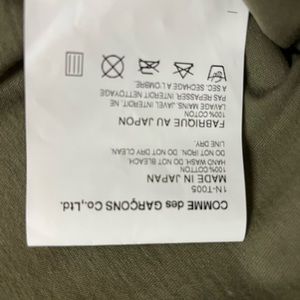 COMME des GARÇONS Co.,Ltd.
1N-T005
MADE IN JAPAN
100% COTTON
HAND WASH. DO NOT BLEACH.
DO NOT IRON. DO NOT DRY CLEAN.
LINE DRY.
FABRIQUE AU JAPON
100% COTTON
LAVAGE MAINS, JAVEL INTERDIT. NE
PAS REPASSER. INTERDIT NETTOYAGE
A SEC. SECHAGE A L'OMBRE.